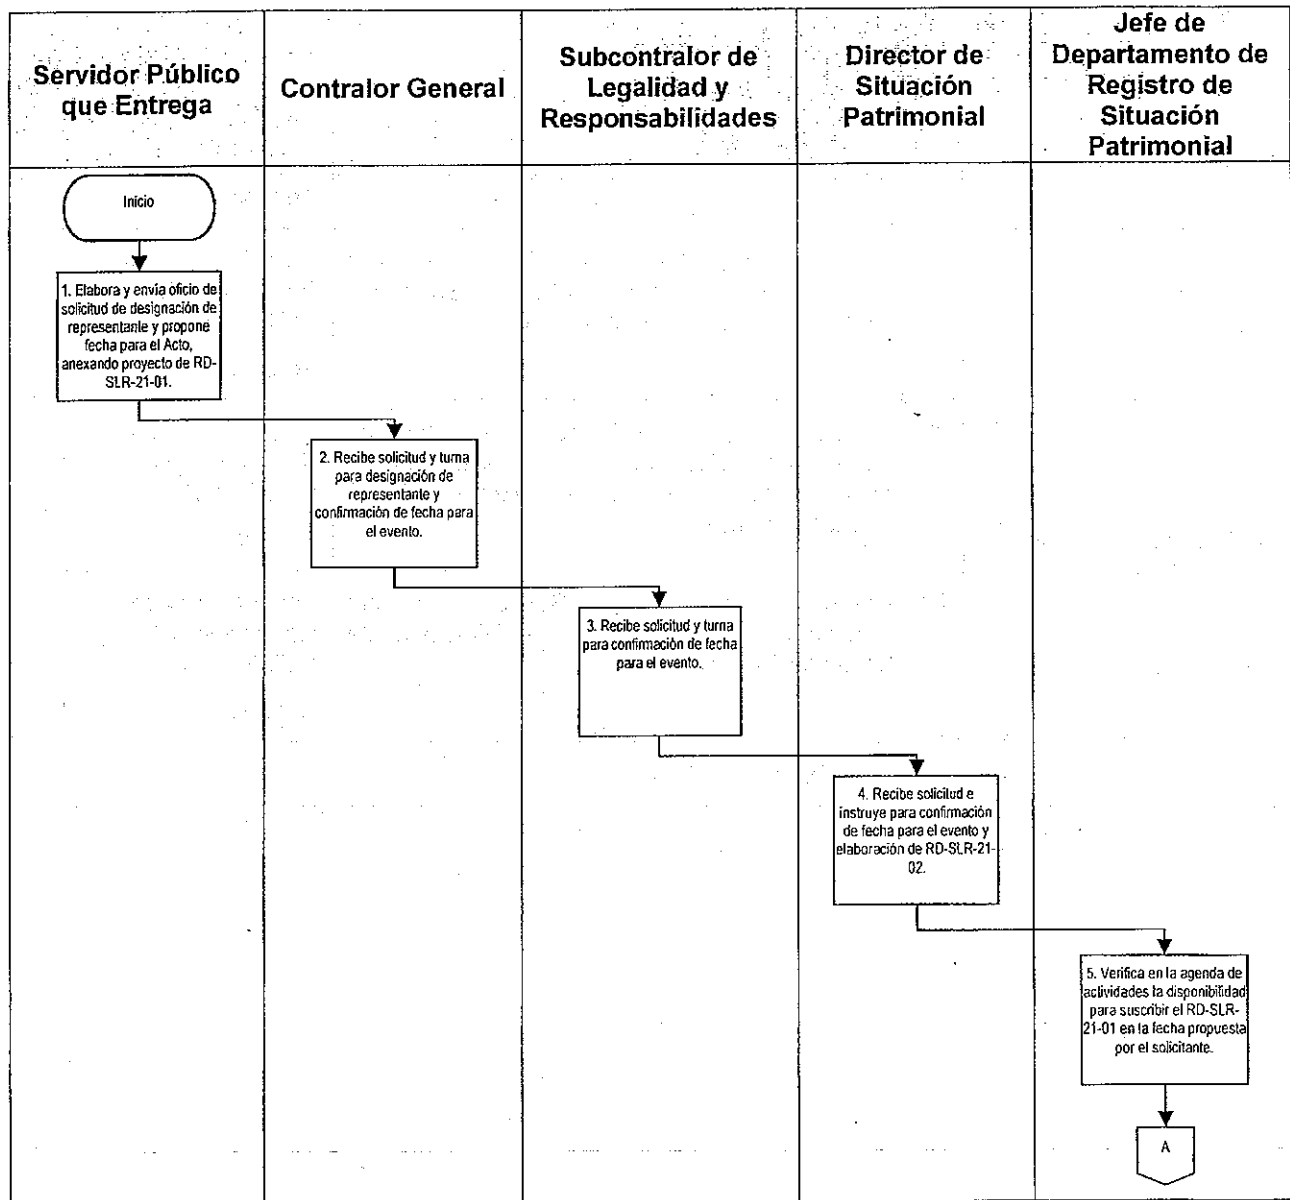 Servidor Público
que Entrega
Contralor General
Subcontralor de
Legalidad y
Responsabilidades
Director de
Situación
Patrimonial
Jefe de
Departamento de
Registro de
Situación
Patrimonial
Inicio
1. Elabora y envía oficio de
solicitud de designación de
representante y propone
fecha para el Acto,
anexando proyecto de RD-
SLR-21-01.
2. Recibe solicitud y turna
para designación de
representante y
confirmación de fecha para
el evento.
3. Recibe solicitud y turna
para confirmación de fecha
para el evento.
4. Recibe solicitud e
instruye para confirmación
de fecha para el evento y
elaboración de RD-SLR-21-
02.
5. Verifica en la agenda de
actividades la disponibilidad
para suscribir el RD-SLR-
21-01 en la fecha propuesta
por el solicitante.
A